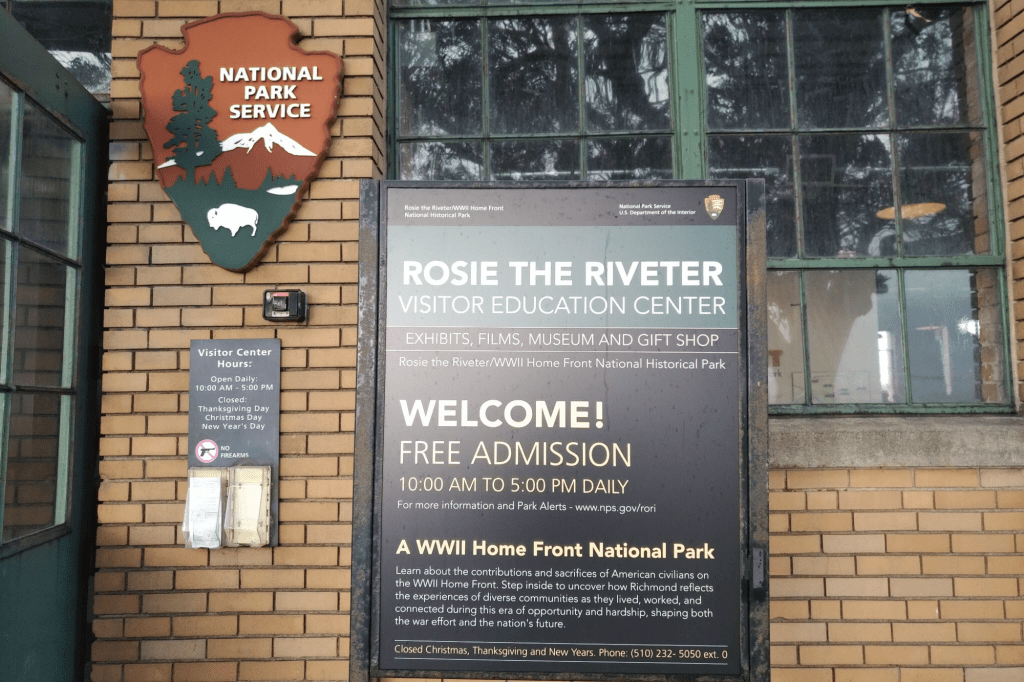 NATIONAL
PARK
SERVICE
Visitor Center
Hours:
Open Daily:
10:00 AM - 5:00 PM
Closed:
Thanksgiving Day
Christmas Day
New Year's Day
NO
FIREARMS
Rosie the Riveter/WWII Home Front
National Historical Park
National Park Service
U.S. Department of the Interior
ROSIE THE RIVETER
VISITOR EDUCATION CENTER
EXHIBITS, FILMS, MUSEUM AND GIFT SHOP
Rosie the Riveter/WWII Home Front National Historical Park
WELCOME!
FREE ADMISSION
10:00 AM TO 5:00 PM DAILY
For more information and Park Alerts - www.nps.gov/rori
A WWII Home Front National Park
Learn about the contributions and sacrifices of American civilians on
the WWII Home Front. Step inside to uncover how Richmond reflects
the experiences of diverse communities as they lived, worked, and
connected during this era of opportunity and hardship, shaping both
the war effort and the nation's future.
Closed Christmas, Thanksgiving and New Years. Phone: (510) 232- 5050 ext. 0